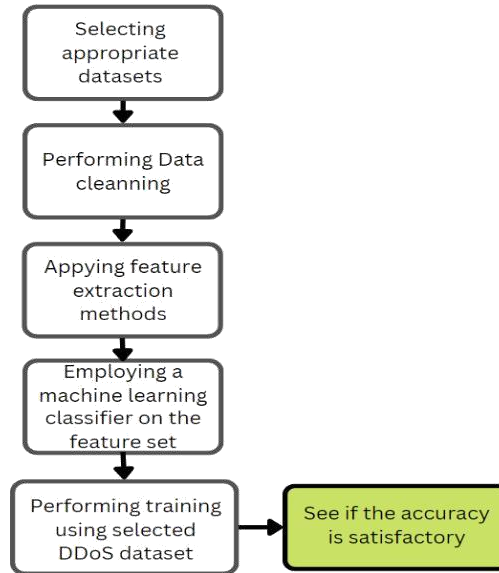 Selecting
appropriate
datasets
Performing Data
cleanning
Appying feature
extraction
methods
Employing a
machine learning
classifier on the
feature set
Performing training
using selected
DDoS dataset
See if the accuracy
is satisfactory